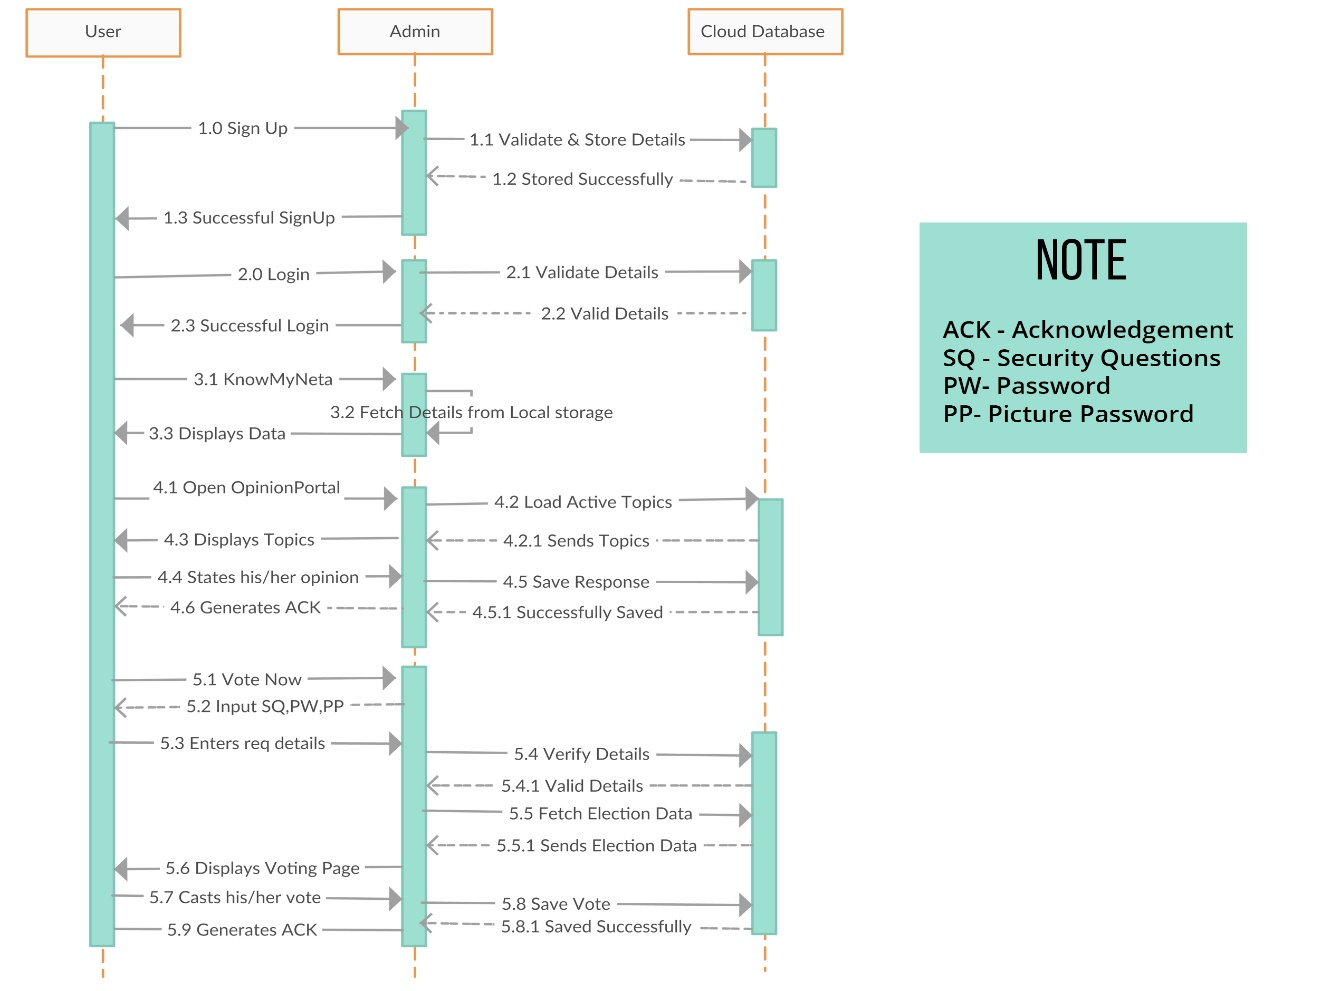 User
Admin
Cloud Database
1.0 Sign Up
1.1 Validate & Store Details
1.2 Stored Successfully
1.3 Successful SignUp
2.0 Login
2.1 Validate Details
2.2 Valid Details
2.3 Successful Login
3.1 KnowMyNeta
3.2 Fetch Details from Local storage
3.3 Displays Data
4.1 Open OpinionPortal
4.2 Load Active Topics
4.3 Displays Topics
4.2.1 Sends Topics
4.4 States his/her opinion
4.5 Save Response
4.6 Generates ACK
4.5.1 Successfully Saved
5.1 Vote Now
5.2 Input SQ,PW,PP
5.3 Enters req details
5.4 Verify Details
5.4.1 Valid Details
5.5 Fetch Election Data
5.5.1 Sends Election Data
5.6 Displays Voting Page
5.7 Casts his/her vote
5.8 Save Vote
5.8.1 Saved Successfully
5.9 Generates ACK
NOTE
ACK - Acknowledgement
SQ - Security Questions
PW- Password
PP- Picture Password